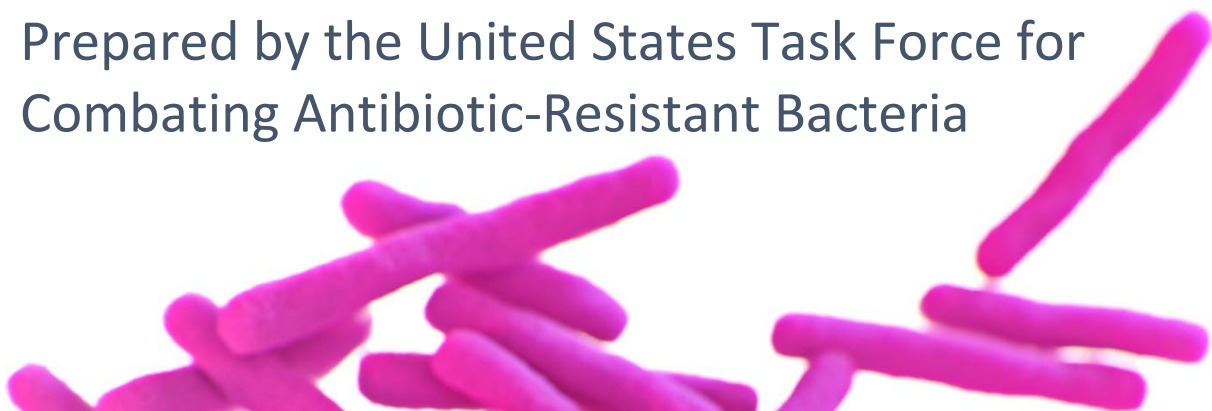 Prepared by the United States Task Force for
Combating Antibiotic-Resistant Bacteria